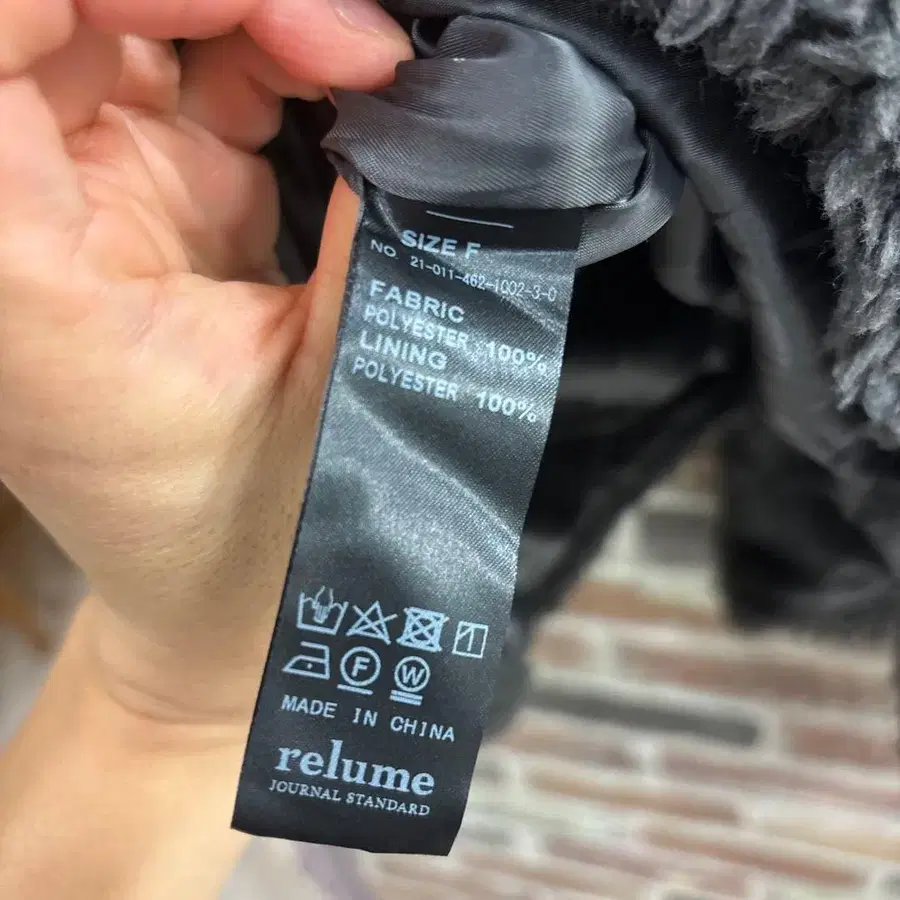 SIZE F
NO. 21-011-462-1002-3-0
FABRIC
POLYESTER 100%
LINING
POLYESTER 100%
F W
MADE IN CHINA
relume
JOURNAL STANDARD